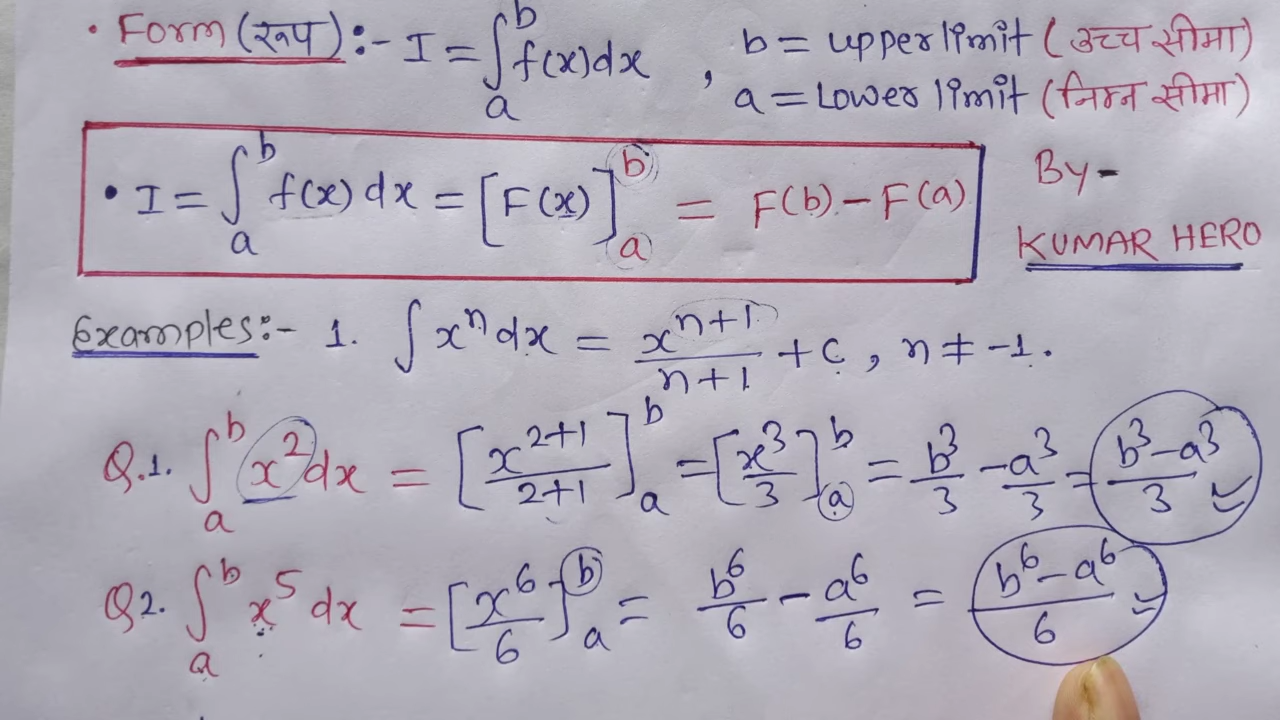 • Form (रूप) :- I = ∫ₐᵇ f(x) dx , b = upper limit (उच्च सीमा)
a = Lower limit (निम्न सीमा)
• I = ∫ₐᵇ f(x) dx = [F(x)]ₐᵇ = F(b) - F(a)
By -
KUMAR HERO
Examples:- 1. ∫ xⁿ dx = xⁿ⁺¹/n+1 + c, n ≠ -1.
Q.1. ∫ₐᵇ x² dx = [x²⁺¹/2+1]ₐᵇ = [x³/3]ₐᵇ = b³/3 - a³/3 = b³-a³/3
Q2. ∫ₐᵇ x⁵ dx = [x⁶/6]ₐᵇ = b⁶/6 - a⁶/6 = b⁶-a⁶/6